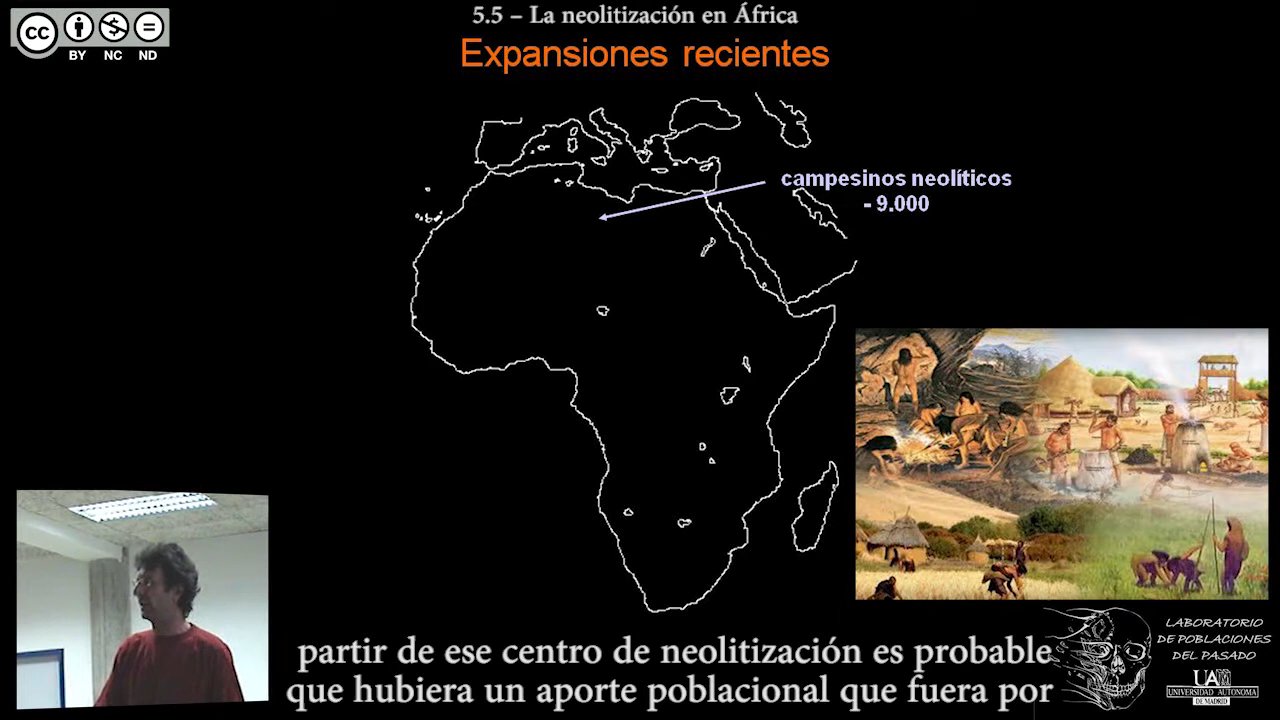 5.5 – La neolitización en África
cc
BY NC ND
Expansiones recientes
campesinos neolíticos
- 9.000
partir de ese centro de neolitización es probable
que hubiera un aporte poblacional que fuera por
LABORATORIO
DE POBLACIONES
DEL PASADO
UAM
UNIVERSIDAD AUTONOMA
DE MADRID